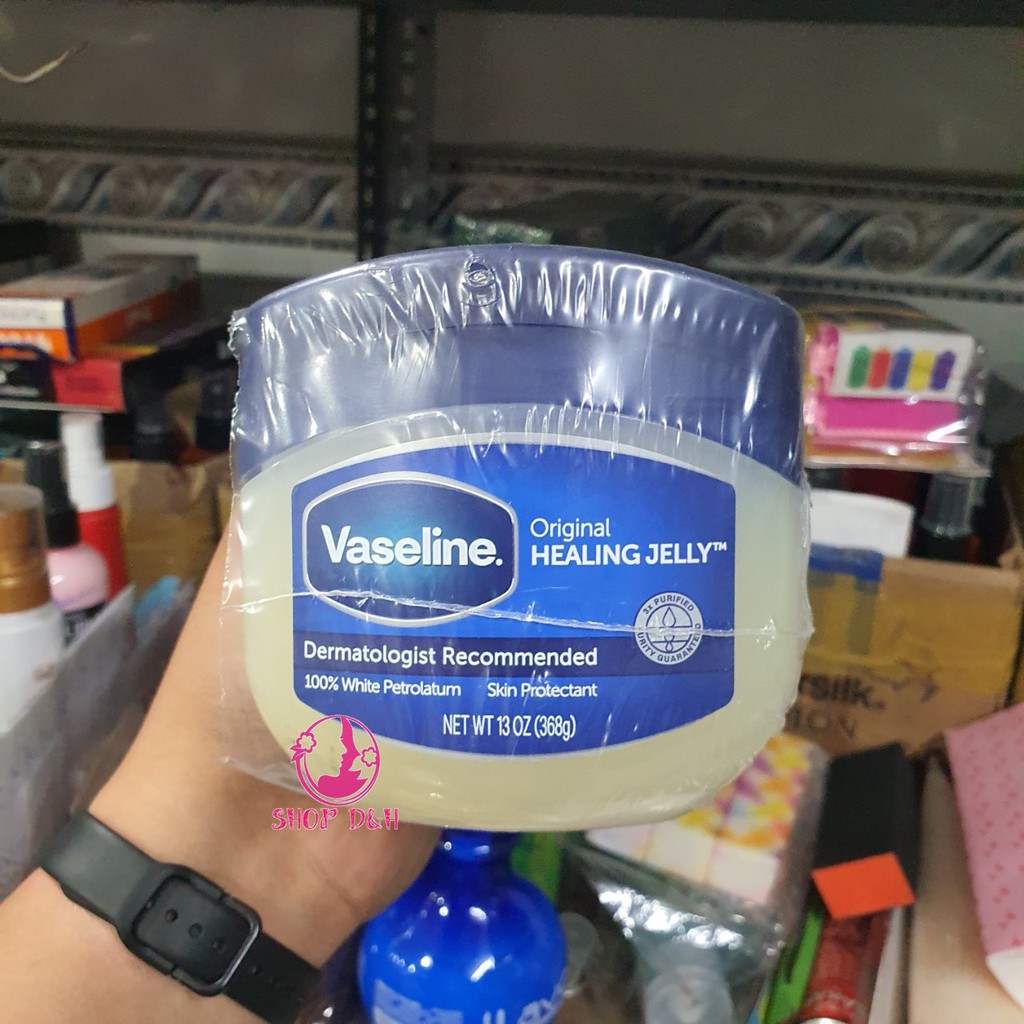 Vaseline.
Original
HEALING JELLY™
3x PURIFIED
PURITY GUARANTEED
Dermatologist Recommended
100% White Petrolatum Skin Protectant
NET WT 13 OZ (368g)
SHOP D&H
silk.